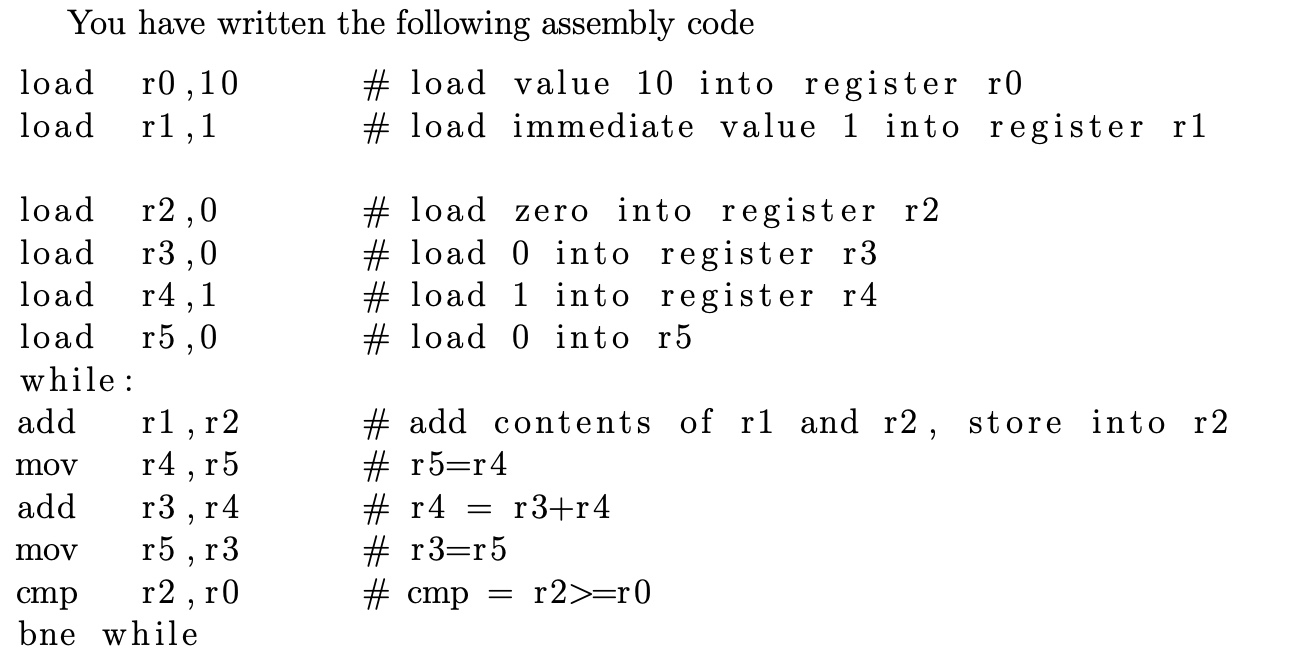 You have written the following assembly code
load r0,10 # load value 10 into register r0
load r1,1 # load immediate value 1 into register r1
load r2,0 # load zero into register r2
load r3,0 # load 0 into register r3
load r4,1 # load 1 into register r4
load r5,0 # load 0 into r5
while:
add r1,r2 # add contents of r1 and r2, store into r2
mov r4,r5 # r5=r4
add r3,r4 # r4 = r3+r4
mov r5,r3 # r3=r5
cmp r2,r0 # cmp = r2>=r0
bne while